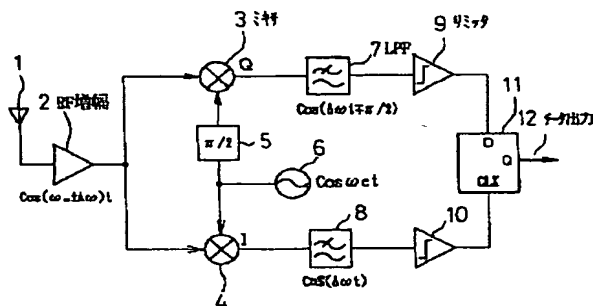 1
2 RF増幅
Cos(ω_±Δω)t
3 ミキサ
Q
π/2
5
6
Cosωct
I
4
7 LPF
Cos(Δωt∓π/2)
8
CoS(Δωt)
9 リミッタ
10
11
D
Q
CLK
12 データ出力